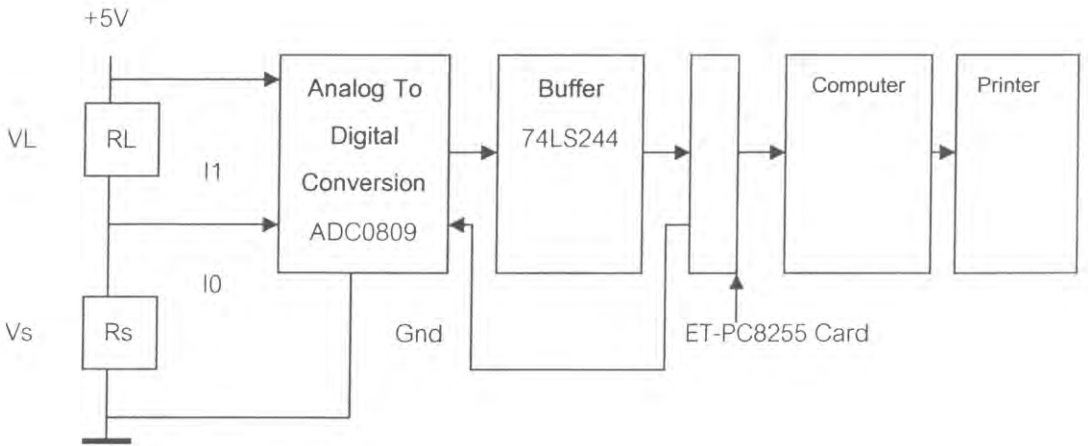 +5V
VL
RL
I1
I0
Vs
Rs
Analog To
Digital
Conversion
ADC0809
Gnd
Buffer
74LS244
ET-PC8255 Card
Computer
Printer